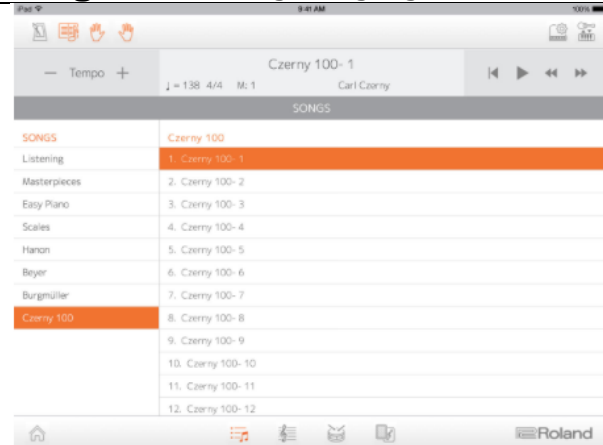 iPad 9:41 AM 100%
— Tempo +
Czerny 100- 1
♩ = 138 4/4 M: 1 Carl Czerny
SONGS
SONGS
Listening
Masterpieces
Easy Piano
Scales
Hanon
Beyer
Burgmüller
Czerny 100
Czerny 100
1. Czerny 100- 1
2. Czerny 100- 2
3. Czerny 100- 3
4. Czerny 100- 4
5. Czerny 100- 5
6. Czerny 100- 6
7. Czerny 100- 7
8. Czerny 100- 8
9. Czerny 100- 9
10. Czerny 100- 10
11. Czerny 100- 11
12. Czerny 100- 12
Roland